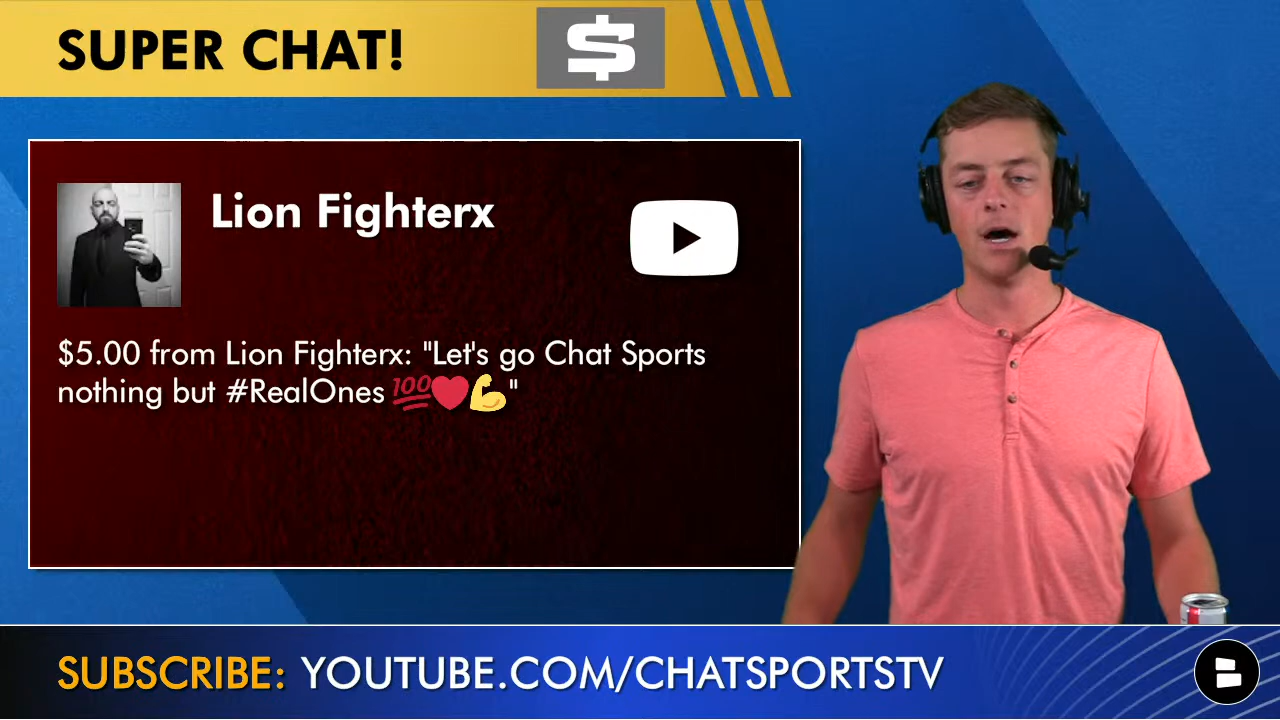 SUPER CHAT!
Lion Fighterx
$5.00 from Lion Fighterx: "Let's go Chat Sports
nothing but #RealOnes 💯❤️💪"
SUBSCRIBE: YOUTUBE.COM/CHATSPORTSTV